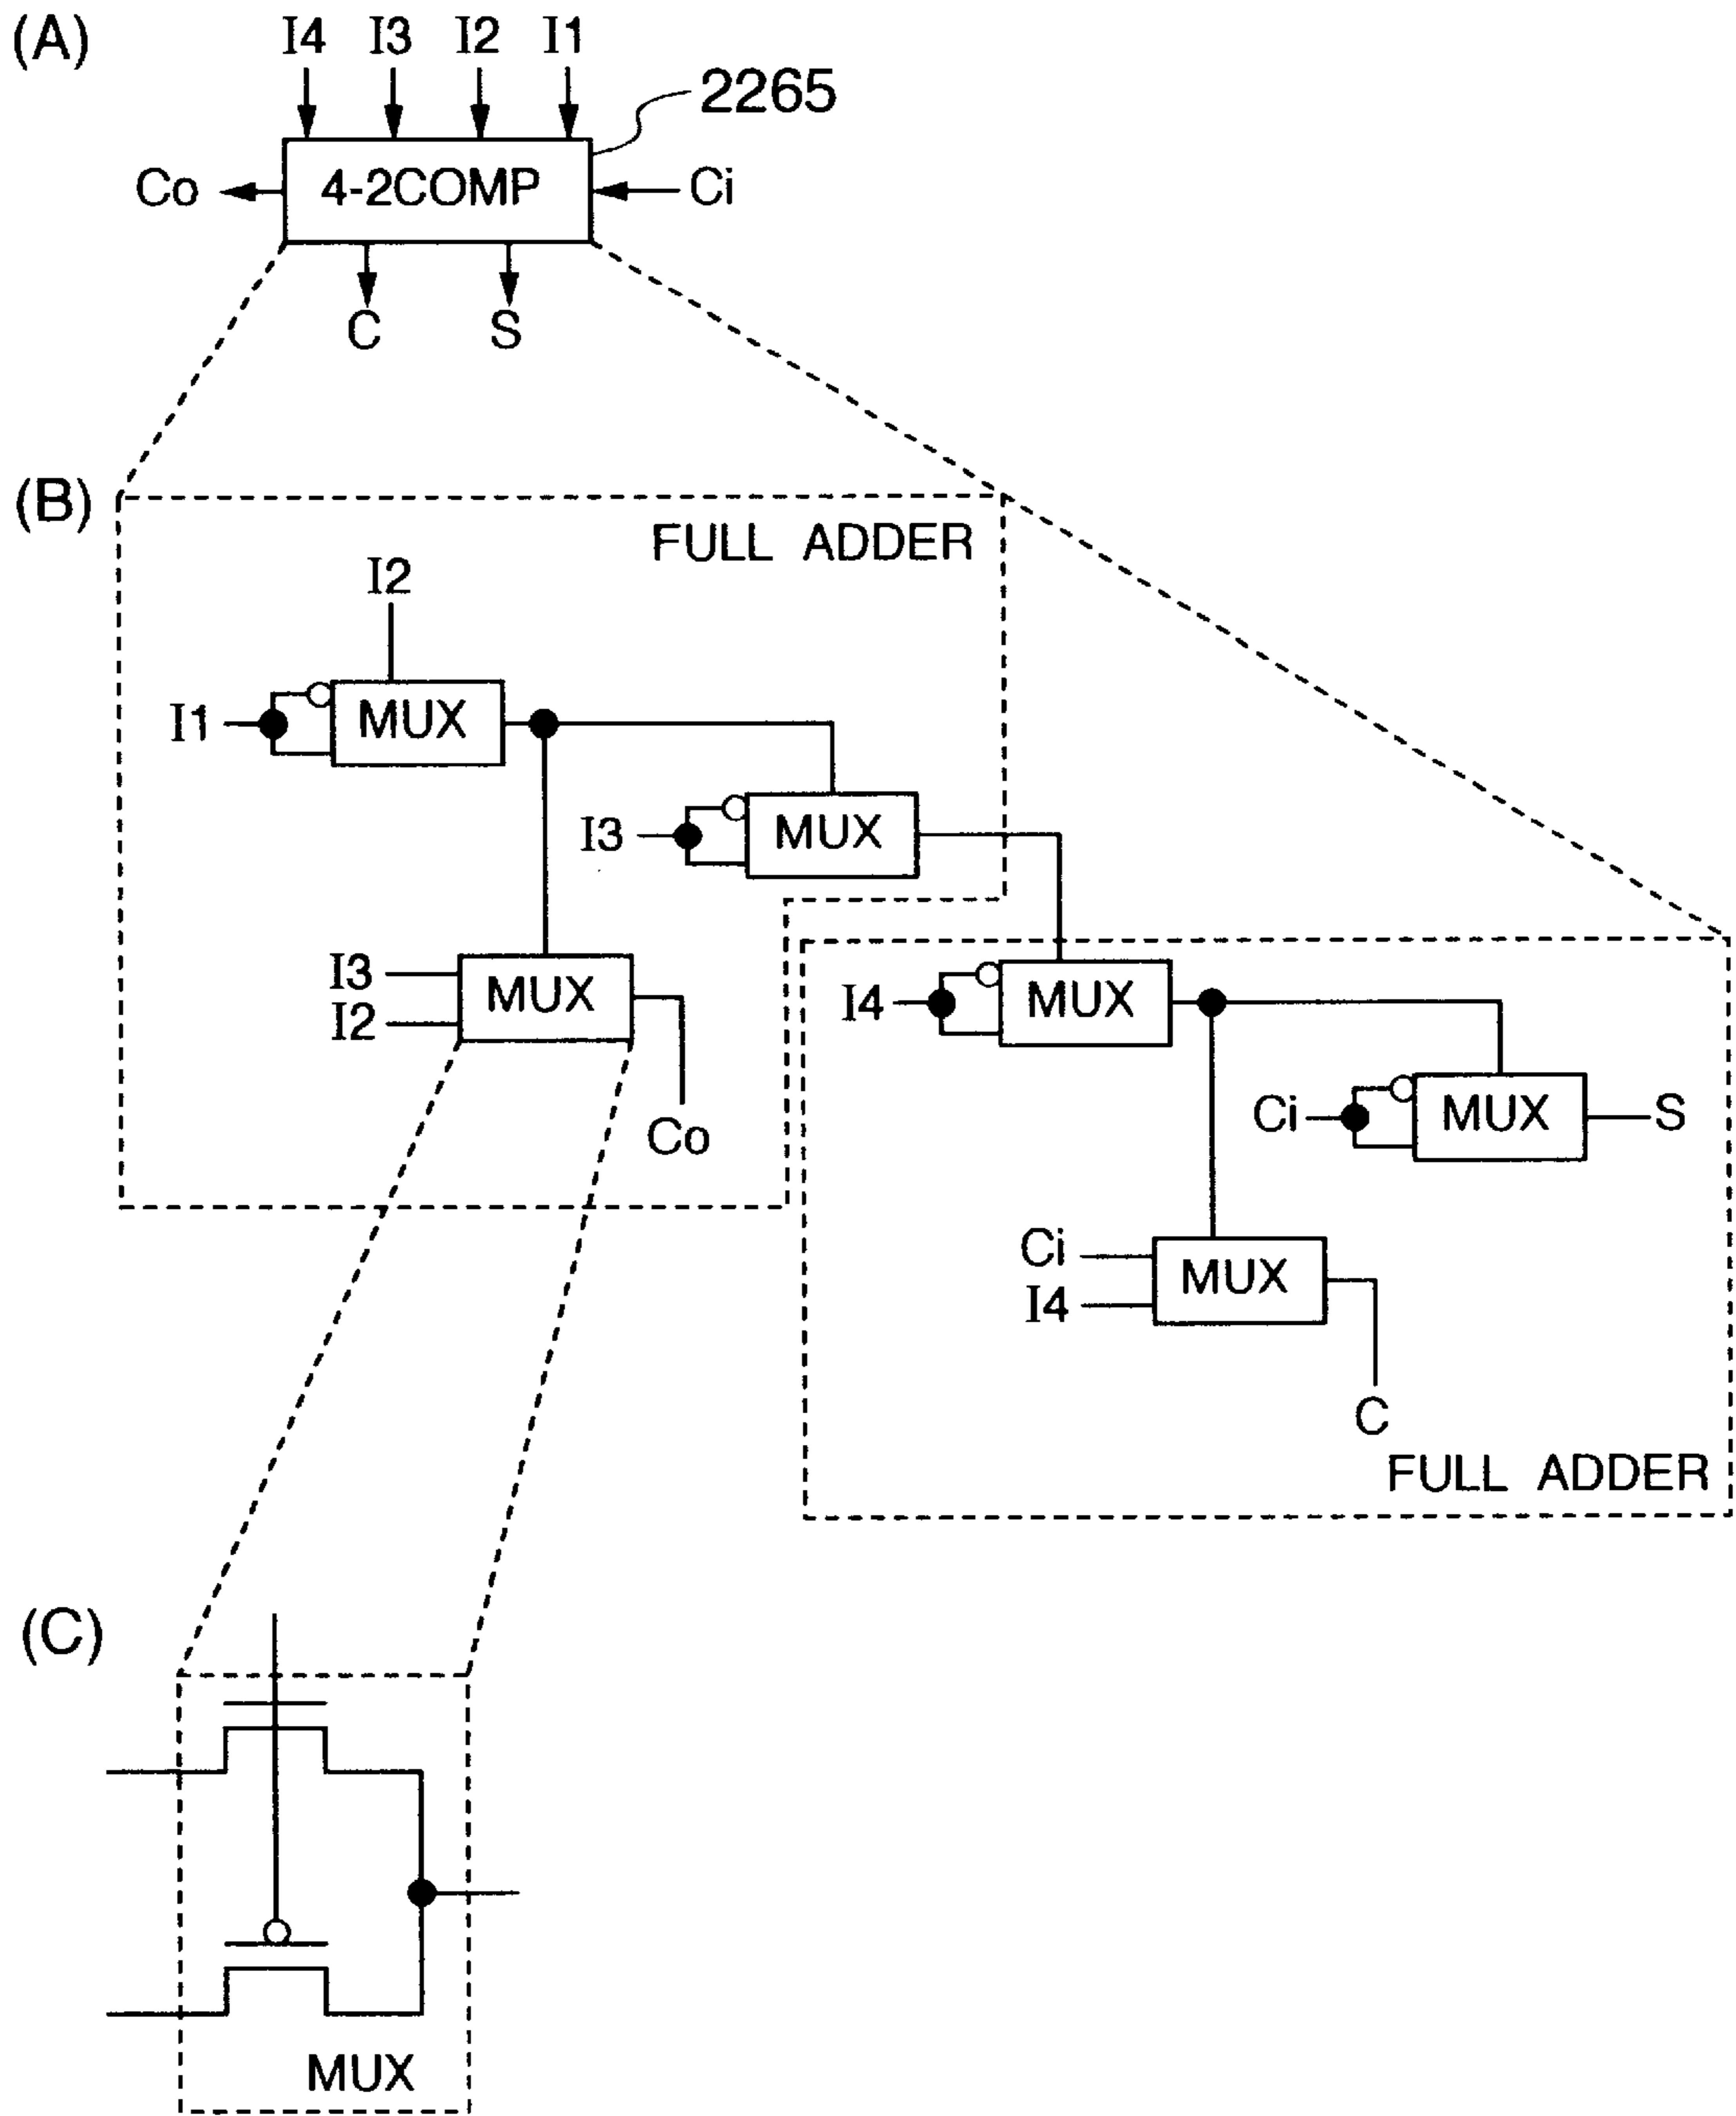 (A)
I4 I3 I2 I1
2265
Co 4-2COMP Ci
C S
(B)
FULL ADDER
I2
I1 MUX
I3 MUX
I3
I2
MUX
Co
I4 MUX
Ci MUX S
Ci
I4
MUX
C
FULL ADDER
(C)
MUX